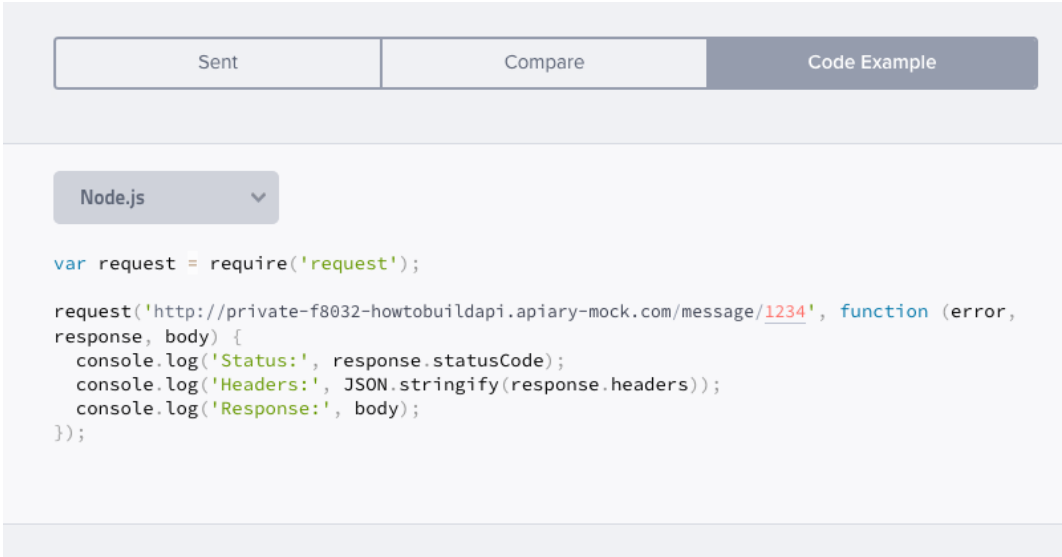 Sent
Compare
Code Example
Node.js
var request = require('request');
request('http://private-f8032-howtobuildapi.apiary-mock.com/message/1234', function (error,
response, body) {
  console.log('Status:', response.statusCode);
  console.log('Headers:', JSON.stringify(response.headers));
  console.log('Response:', body);
});